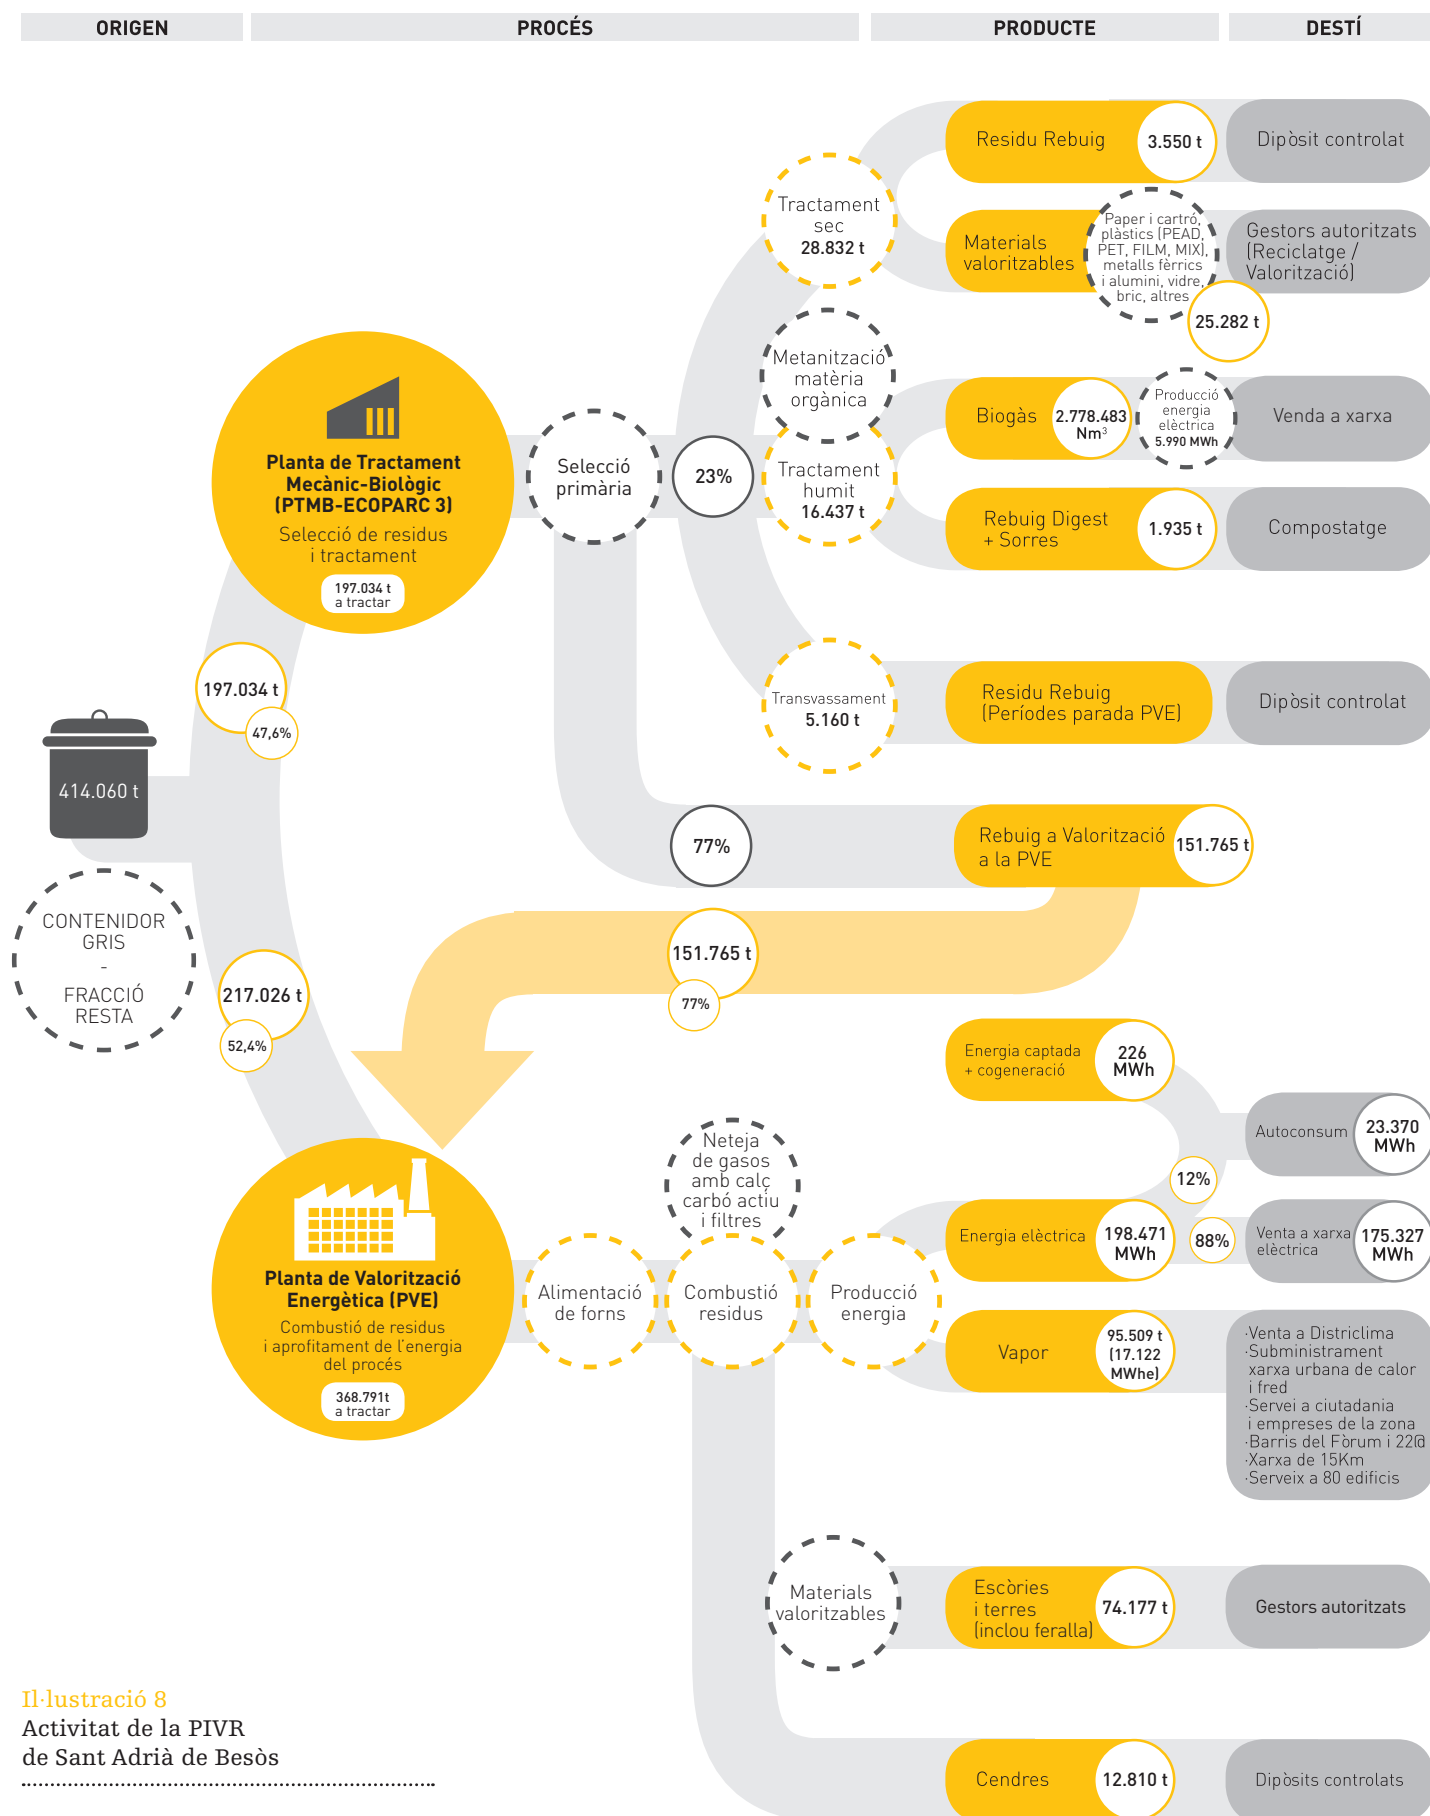 ORIGEN
PROCÉS
PRODUCTE
DESTÍ
Tractament
sec
28.832 t
Residu Rebuig
3.550 t
Dipòsit controlat
Materials
valoritzables
Paper i cartró,
plàstics (PEAD,
PET, FILM, MIX),
metalls fèrrics
i alumini, vidre,
bric, altres
25.282 t
Gestors autoritzats
(Reciclatge /
Valorització)
Planta de Tractament
Mecànic-Biològic
(PTMB-ECOPARC 3)
Selecció de residus
i tractament
197.034 t
a tractar
Selecció
primària
23%
Metanització
matèria
orgànica
Tractament
humit
16.437 t
Biogàs
2.778.483
Nm³
Producció
energia
elèctrica
5.990 MWh
Venda a xarxa
Rebuig Digest
+ Sorres
1.935 t
Compostatge
Transvassament
5.160 t
Residu Rebuig
(Períodes parada PVE)
Dipòsit controlat
197.034 t
47,6%
414.060 t
CONTENIDOR
GRIS
-
FRACCIÓ
RESTA
217.026 t
52,4%
77%
Rebuig a Valorització
a la PVE
151.765 t
151.765 t
77%
Planta de Valorització
Energètica (PVE)
Combustió de residus
i aprofitament de l'energia
del procés
368.791t
a tractar
Alimentació
de forns
Neteja
de gasos
amb calç
carbó actiu
i filtres
Combustió
residus
Producció
energia
Energia captada
+ cogeneració
226
MWh
12%
Autoconsum
23.370
MWh
Energia elèctrica
198.471
MWh
88%
Venta a xarxa
elèctrica
175.327
MWh
Vapor
95.509 t
(17.122
MWhe)
·Venta a Districlima
·Subministrament
xarxa urbana de calor
i fred
·Servei a ciutadania
i empreses de la zona
·Barris del Fòrum i 22@
·Xarxa de 15Km
·Serveix a 80 edificis
Materials
valoritzables
Escòries
i terres
(inclou feralla)
74.177 t
Gestors autoritzats
Cendres
12.810 t
Dipòsits controlats
Il·lustració 8
Activitat de la PIVR
de Sant Adrià de Besòs